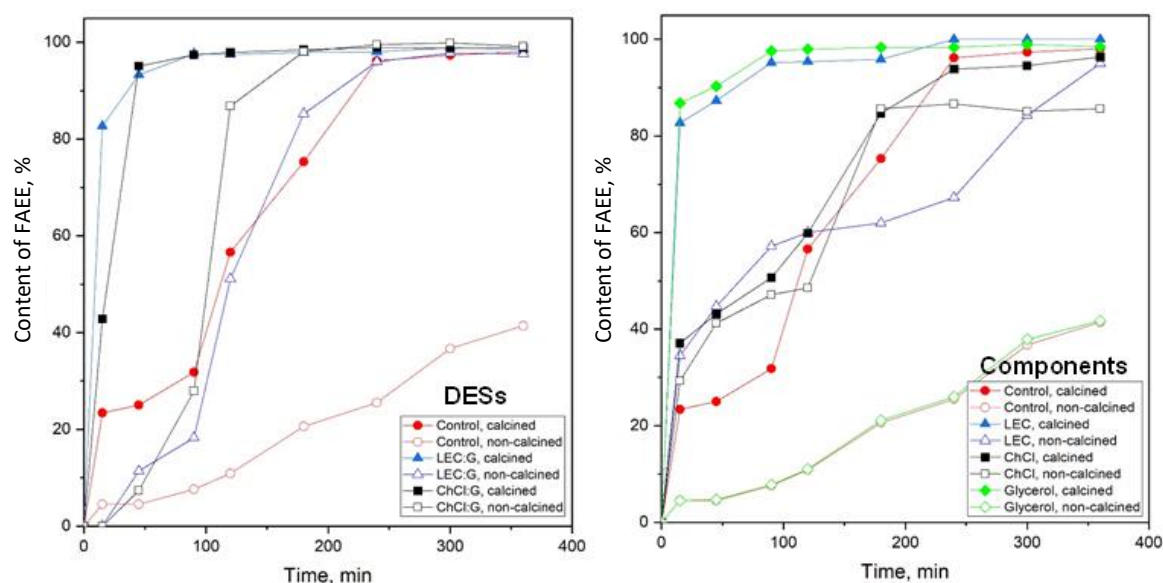 Content of FAEE, %
100
80
60
40
20
0
0
100
200
300
400
Time, min
DESs
Control, calcined
Control, non-calcined
LEC:G, calcined
LEC:G, non-calcined
ChCl:G, calcined
ChCl:G, non-calcined
Content of FAEE, %
100
80
60
40
20
0
0
100
200
300
400
Time, min
Components
Control, calcined
Control, non-calcined
LEC, calcined
LEC, non-calcined
ChCl, calcined
ChCl, non-calcined
Glycerol, calcined
Glycerol, non-calcined